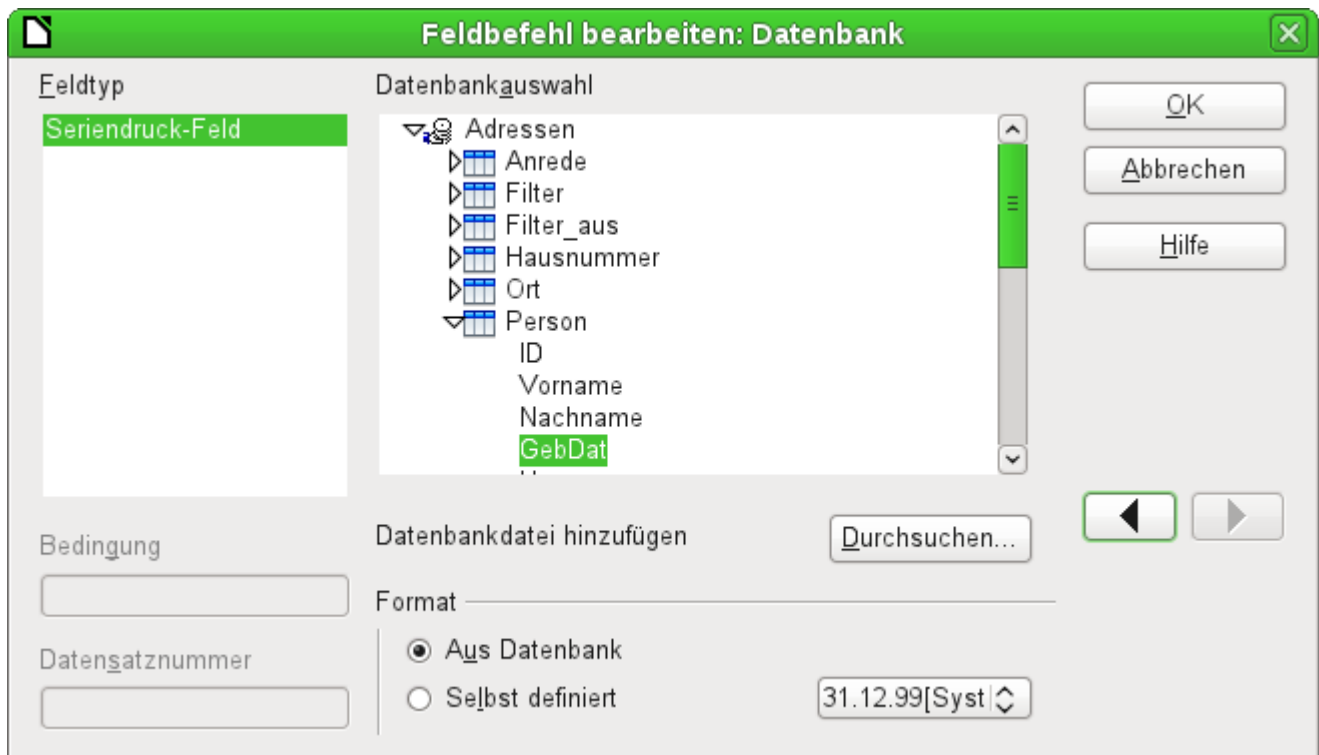 Feldbefehl bearbeiten: Datenbank
Feldtyp
Seriendruck-Feld
Datenbankauswahl
Adressen
Anrede
Filter
Filter_aus
Hausnummer
Ort
Person
ID
Vorname
Nachname
GebDat
OK
Abbrechen
Hilfe
Bedingung
Datensatznummer
Datenbankdatei hinzufügen
Durchsuchen...
Format
Aus Datenbank
Selbst definiert
31.12.99[Syst